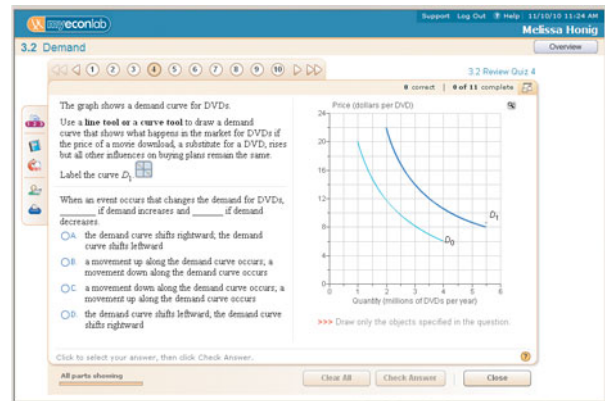 myeconlab
Support Log Out Help 11/10/10 11:24 AM
Melissa Honig
3.2 Demand
Overview
1 2 3 4 5 6 7 8 9 10
3.2 Review Quiz 4
0 correct | 0 of 11 complete
The graph shows a demand curve for DVDs.
Use a line tool or a curve tool to draw a demand
curve that shows what happens in the market for DVDs if
the price of a movie download, a substitute for a DVD, rises
but all other influences on buying plans remain the same.
Label the curve D1
When an event occurs that changes the demand for DVDs,
_______ if demand increases and ______ if demand
decreases.
A. the demand curve shifts rightward; the demand
curve shifts leftward
B. a movement up along the demand curve occurs; a
movement down along the demand curve occurs
C. a movement down along the demand curve occurs; a
movement up along the demand curve occurs
D. the demand curve shifts leftward; the demand curve
shifts rightward
Price (dollars per DVD)
24
20
16
12
8
4
0
0 1 2 3 4 5 6
D1
D0
Quantity (millions of DVDs per year)
>>> Draw only the objects specified in the question.
Click to select your answer, then click Check Answer.
All parts showing
Clear All
Check Answer
Close